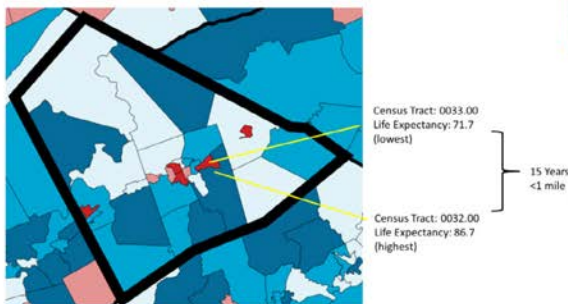 Census Tract: 0033.00
Life Expectancy: 71.7
(lowest)
15 Years
<1 mile
Census Tract: 0032.00
Life Expectancy: 86.7
(highest)